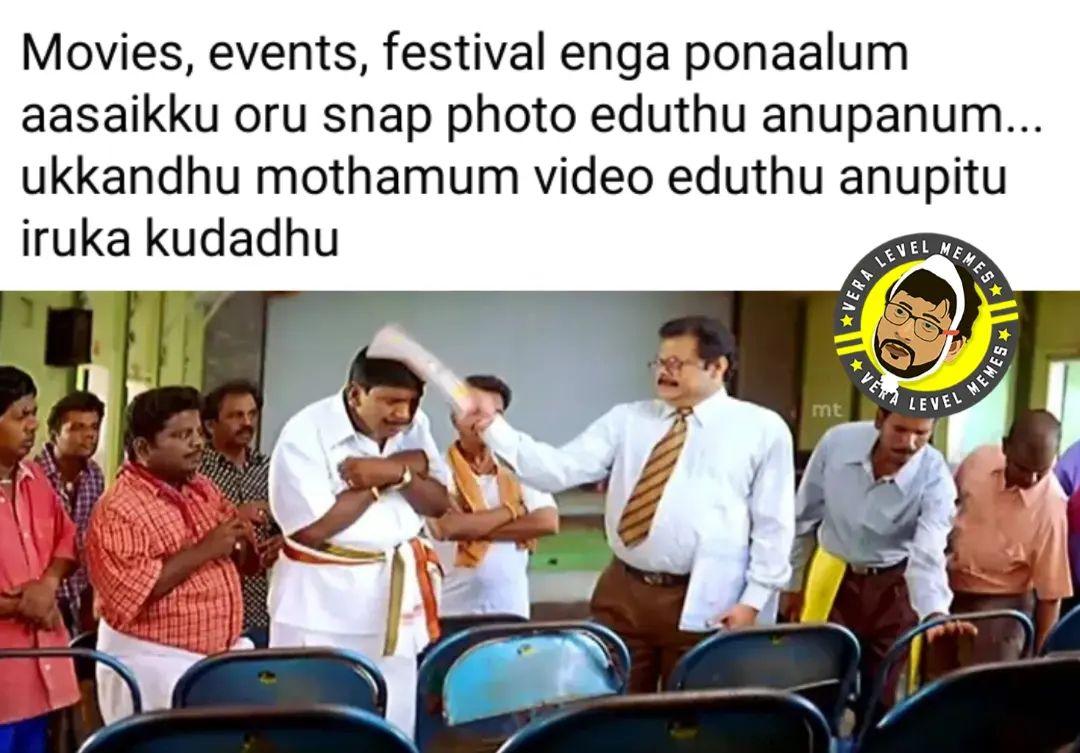 Movies, events, festival enga ponaalum
aasaikku oru snap photo eduthu anupanum...
ukkandhu mothamum video eduthu anupitu
iruka kudadhu
VERA LEVEL MEMES
VERA LEVEL MEMES
mt